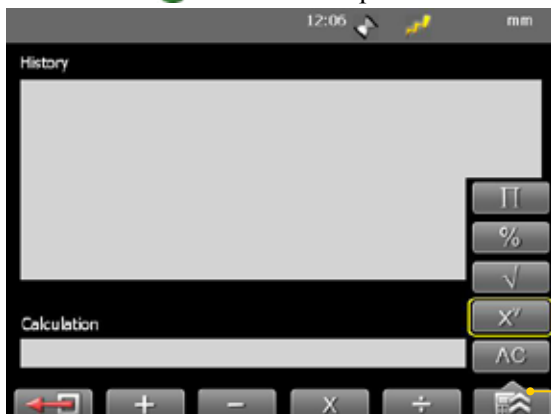 12:06 mm
History
Π
%
√
Xʸ
Calculation
AC
+ − X ÷